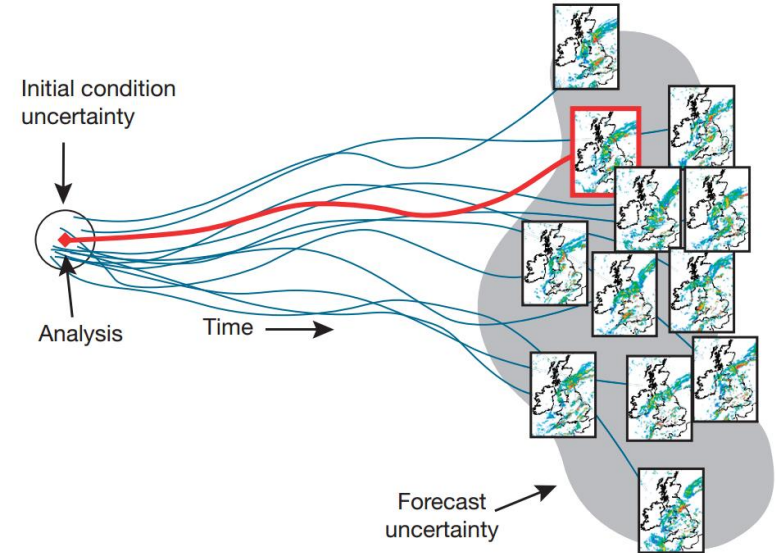 Initial condition
uncertainty
Analysis
Time
Forecast
uncertainty